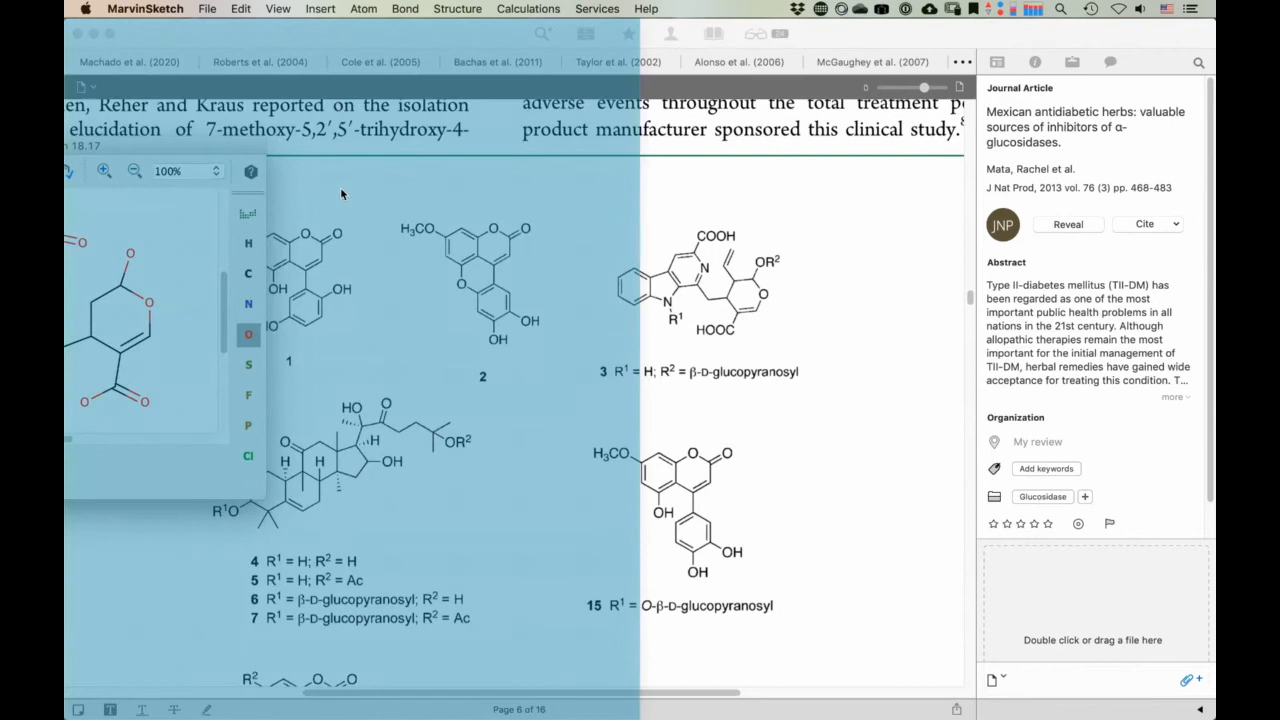 MarvinSketch File Edit View Insert Atom Bond Structure Calculations Services Help
24
Machado et al. (2020) Roberts et al. (2004) Cole et al. (2005) Bachas et al. (2011) Taylor et al. (2002) Alonso et al. (2006) McGaughey et al. (2007) •••
en, Reher and Kraus reported on the isolation
elucidation of 7-methoxy-5,2′,5′-trihydroxy-4-
adverse events throughout the total treatment p
product manufacturer sponsored this clinical study.
18.17
100%
H
C
N
O
S
F
P
Cl
O
O
O
O
O
O
O
OH
OH
1
H₃CO
O
O
O
OH
OH
2
COOH
N
N
R¹
OR²
O
HOOC
3 R¹ = H; R² = β-D-glucopyranosyl
HO
O
O
H
H
H
OR²
OH
R¹O
4 R¹ = H; R² = H
5 R¹ = H; R² = Ac
6 R¹ = β-D-glucopyranosyl; R² = H
7 R¹ = β-D-glucopyranosyl; R² = Ac
H₃CO
O
O
OH
OH
OH
15 R¹ = O-β-D-glucopyranosyl
R²
O
O
Page 6 of 16
Journal Article
Mexican antidiabetic herbs: valuable
sources of inhibitors of α-
glucosidases.
Mata, Rachel et al.
J Nat Prod, 2013 vol. 76 (3) pp. 468-483
JNP Reveal Cite
Abstract
Type II-diabetes mellitus (TII-DM) has
been regarded as one of the most
important public health problems in all
nations in the 21st century. Although
allopathic therapies remain the most
important for the initial management of
TII-DM, herbal remedies have gained wide
acceptance for treating this condition. T...
more
Organization
My review
Add keywords
Glucosidase +
Double click or drag a file here